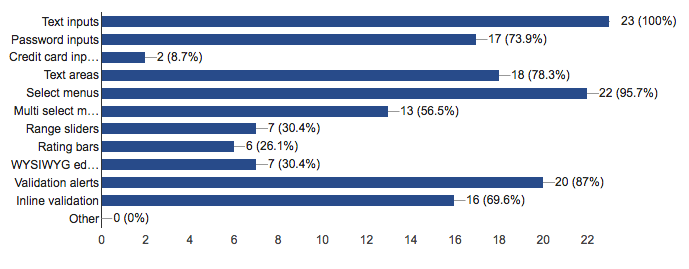 Text inputs 23 (100%)
Password inputs 17 (73.9%)
Credit card inp… 2 (8.7%)
Text areas 18 (78.3%)
Select menus 22 (95.7%)
Multi select m… 13 (56.5%)
Range sliders 7 (30.4%)
Rating bars 6 (26.1%)
WYSIWYG ed… 7 (30.4%)
Validation alerts 20 (87%)
Inline validation 16 (69.6%)
Other 0 (0%)
0 2 4 6 8 10 12 14 16 18 20 22